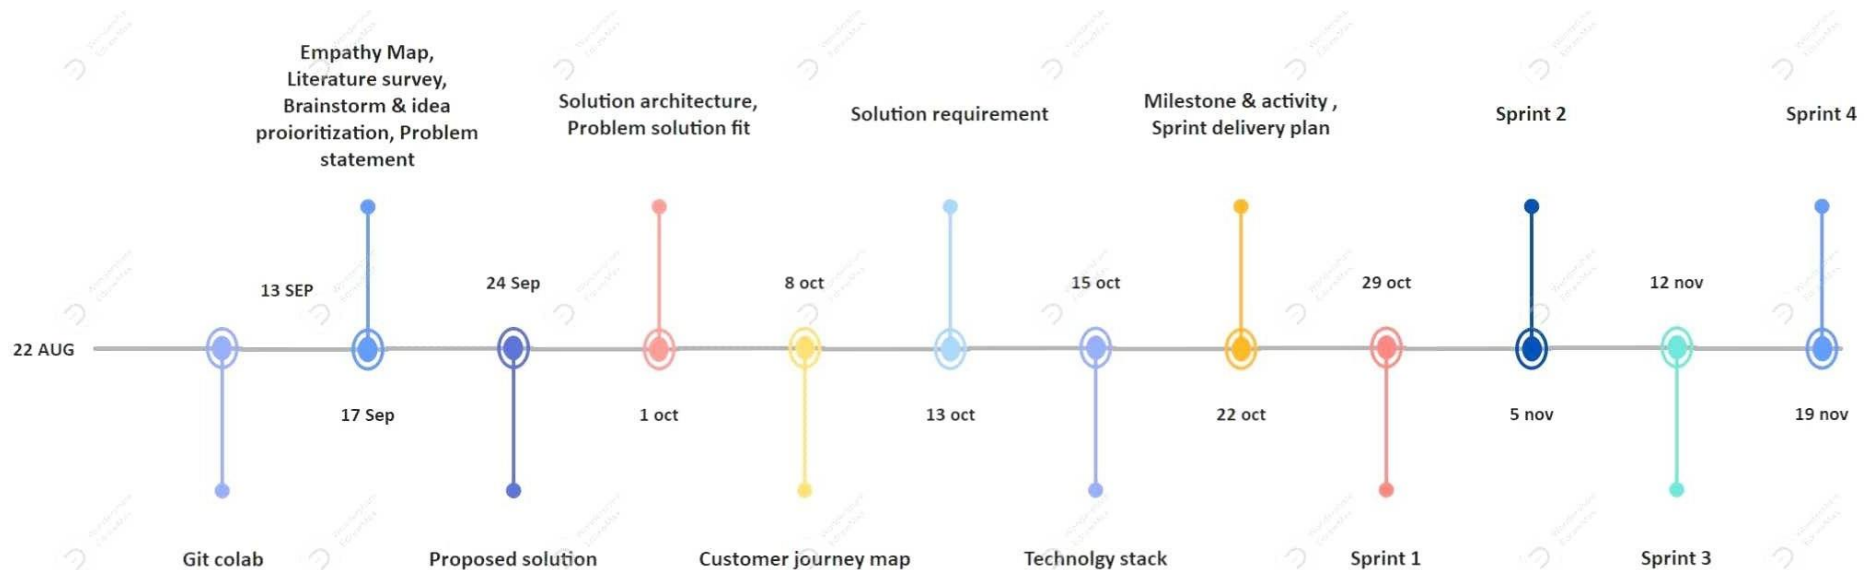 Empathy Map,
Literature survey,
Brainstorm & idea
proioritization, Problem
statement
Solution architecture,
Problem solution fit
Solution requirement
Milestone & activity ,
Sprint delivery plan
Sprint 2
Sprint 4
13 SEP
24 Sep
8 oct
15 oct
29 oct
12 nov
22 AUG
17 Sep
1 oct
13 oct
22 oct
5 nov
19 nov
Git colab
Proposed solution
Customer journey map
Technolgy stack
Sprint 1
Sprint 3